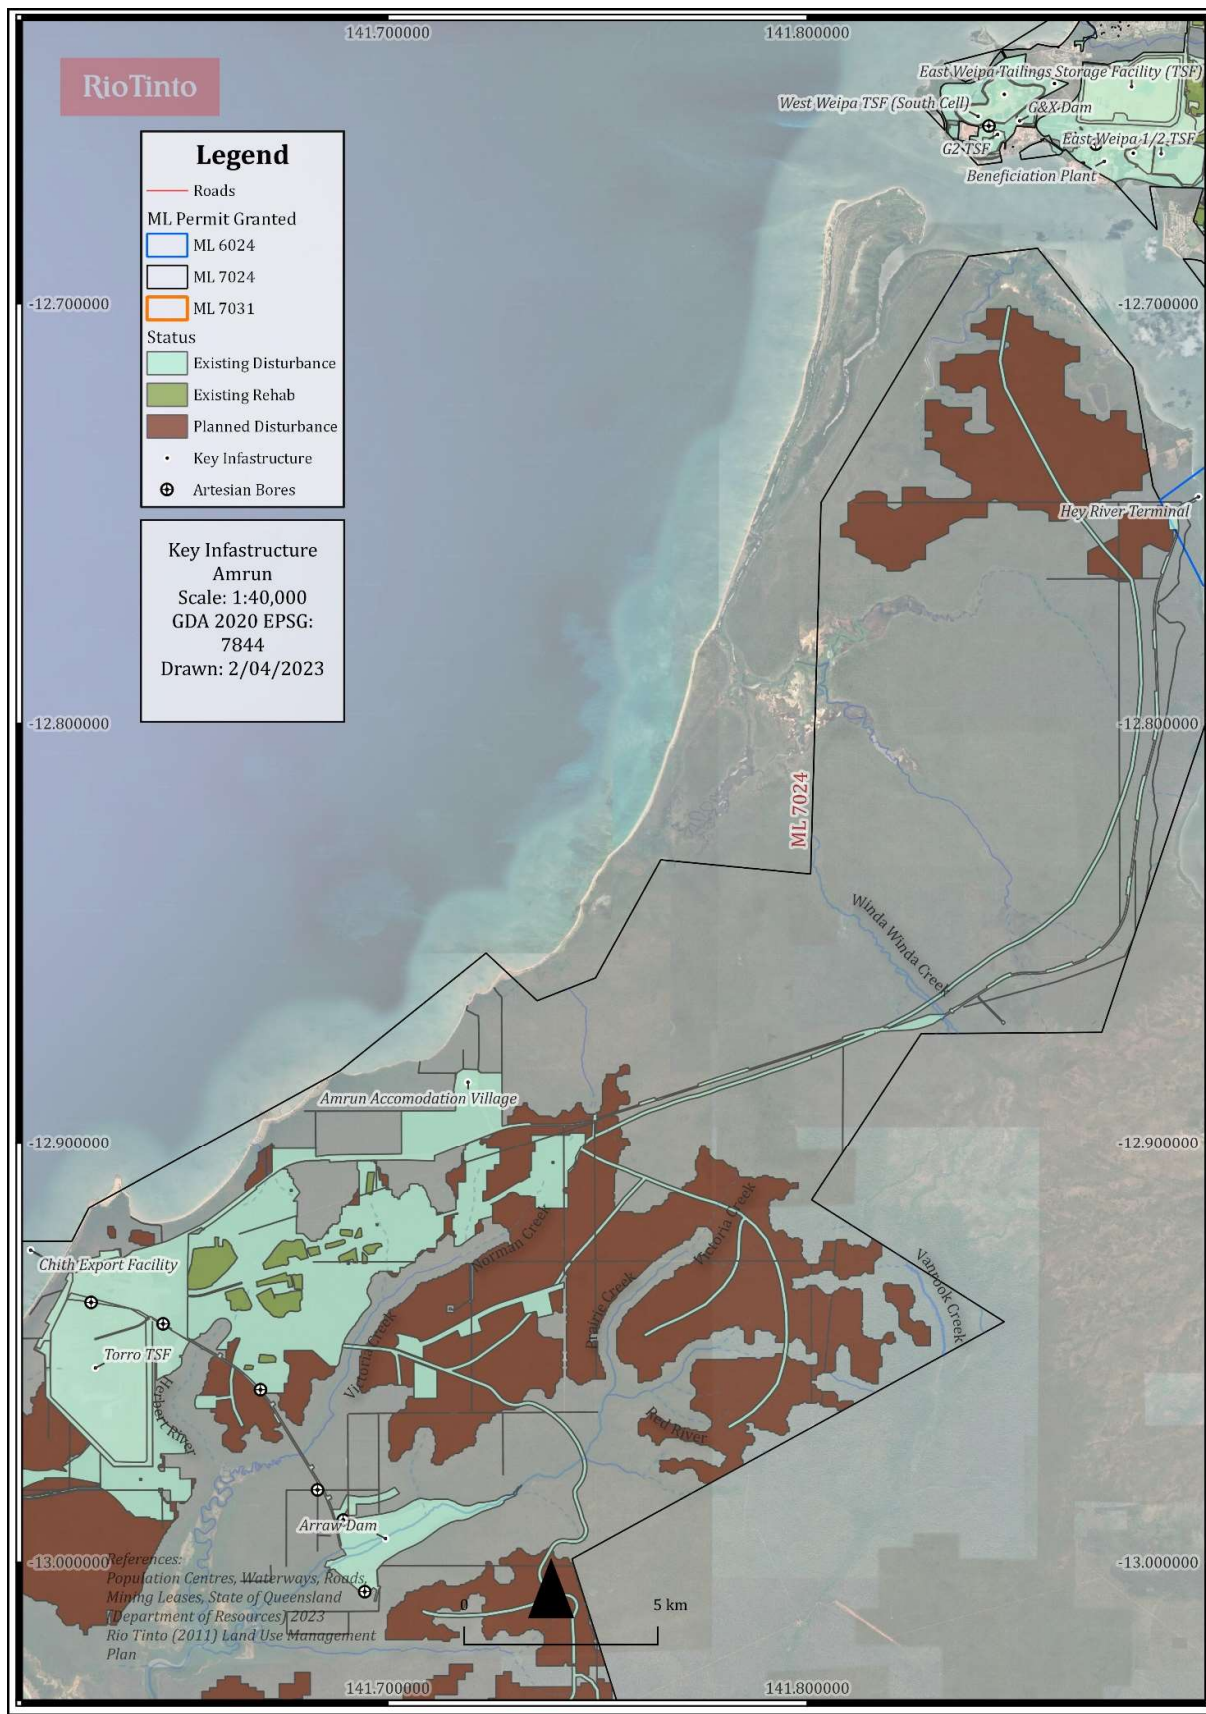 141.700000
141.800000
RioTinto
East Weipa Tailings Storage Facility (TSF)
West Weipa TSF (South Cell)
G&X Dam
G2 TSF
East Weipa 1/2 TSF
Beneficiation Plant
Legend
Roads
ML Permit Granted
ML 6024
ML 7024
ML 7031
Status
Existing Disturbance
Existing Rehab
Planned Disturbance
Key Infastructure
Artesian Bores
-12.700000
-12.700000
Key Infastructure
Amrun
Scale: 1:40,000
GDA 2020 EPSG:
7844
Drawn: 2/04/2023
Hey River Terminal
-12.800000
-12.800000
ML 7024
Winda Winda Creek
Amrun Accomodation Village
-12.900000
-12.900000
Norman Creek
Victoria Creek
Vanrook Creek
Chith Export Facility
Prairie Creek
Victoria Creek
Torro TSF
Herbert River
Red River
Arraw Dam
-13.000000
-13.000000
References:
Population Centres, Waterways, Roads,
Mining Leases, State of Queensland
(Department of Resources) 2023
Rio Tinto (2011) Land Use Management
Plan
0
5 km
141.700000
141.800000